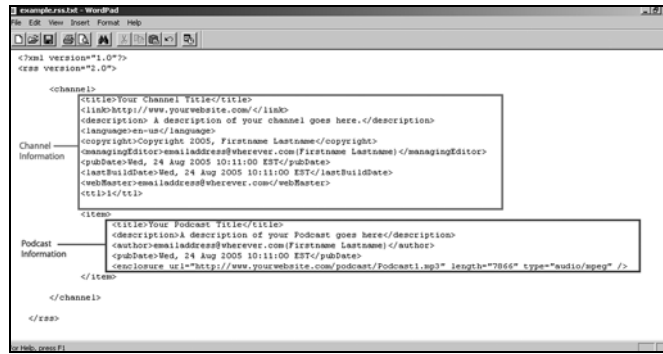 example.rss.txt - WordPad
File Edit View Insert Format Help
<?xml version="1.0"?>
<rss version="2.0">
<channel>
<title>Your Channel Title</title>
<link>http://www.yourwebsite.com/</link>
<description> A description of your channel goes here.</description>
<language>en-us</language>
<copyright>Copyright 2005, Firstname Lastname</copyright>
Channel
Information
<managingEditor>emailaddress@wherever.com(Firstname Lastname)</managingEditor>
<pubDate>Wed, 24 Aug 2005 10:11:00 EST</pubDate>
<lastBuildDate>Wed, 24 Aug 2005 10:11:00 EST</lastBuildDate>
<webMaster>emailaddress@wherever.com</webMaster>
<ttl>1</ttl>
<item>
<title>Your Podcast Title</title>
<description>A description of your Podcast goes here</description>
Podcast
Information
<author>emailaddress@wherever.com(Firstname Lastname)</author>
<pubDate>Wed, 24 Aug 2005 10:11:00 EST</pubDate>
<enclosure url="http://www.yourwebsite.com/podcast/Podcast1.mp3" length="7866" type="audio/mpeg" />
</item>
</channel>
</rss>
For Help, press F1